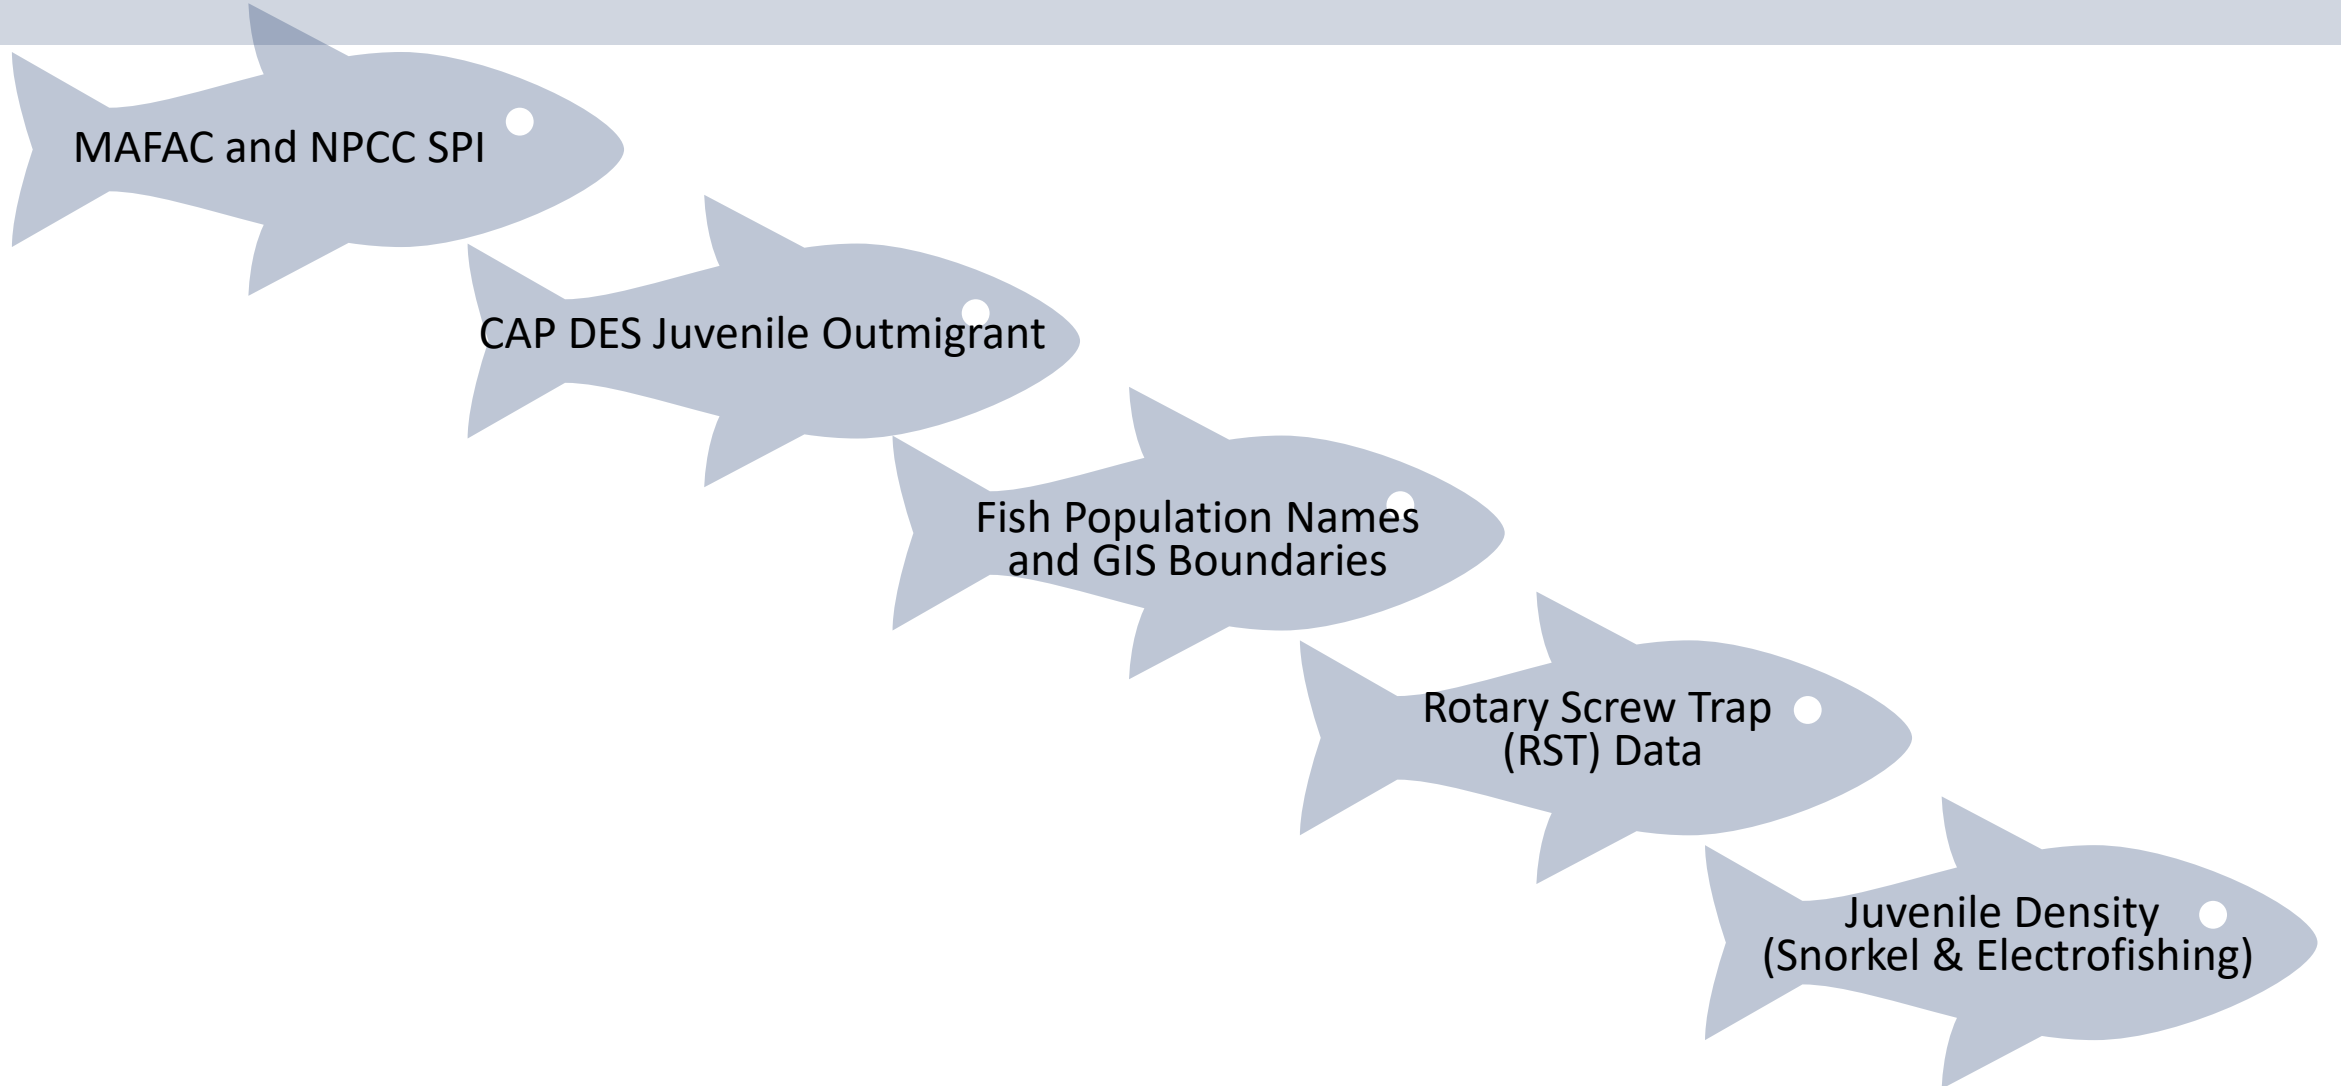 MAFAC and NPCC SPI
CAP DES Juvenile Outmigrant
Fish Population Names
and GIS Boundaries
Rotary Screw Trap
(RST) Data
Juvenile Density
(Snorkel & Electrofishing)